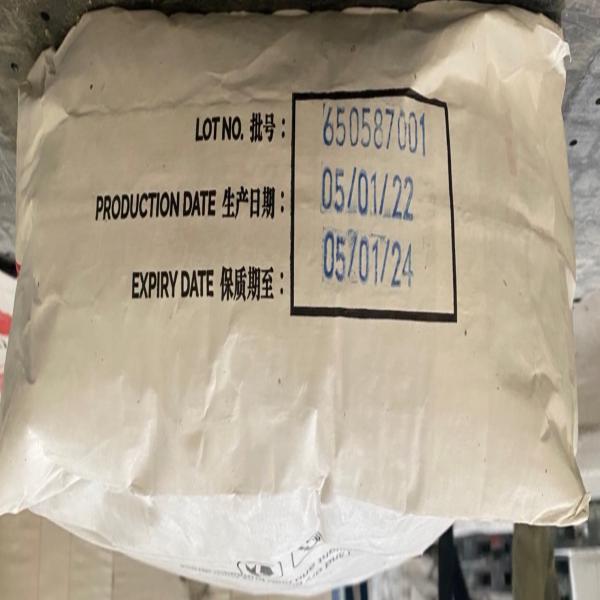 LOT NO. 批号： 650587001
PRODUCTION DATE 生产日期： 05/01/22
EXPIRY DATE 保质期至： 05/01/24